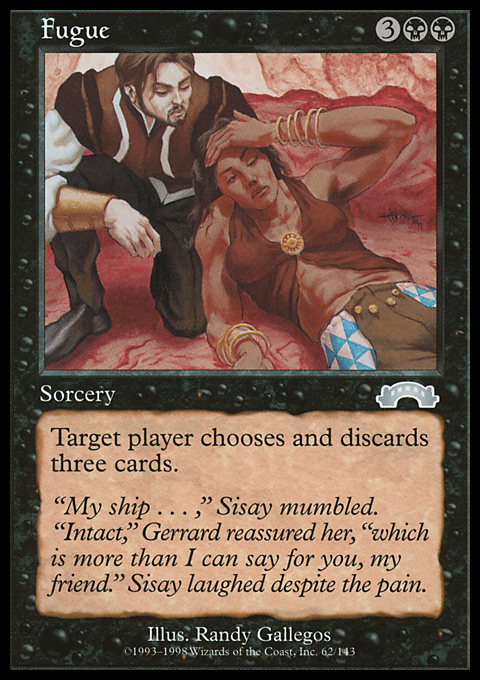 Fugue 3
Sorcery
Target player chooses and discards
three cards.
“My ship . . . ,” Sisay mumbled.
“Intact,” Gerrard reassured her, “which
is more than I can say for you, my
friend.” Sisay laughed despite the pain.
Illus. Randy Gallegos
©1993–1998 Wizards of the Coast, Inc. 62/143